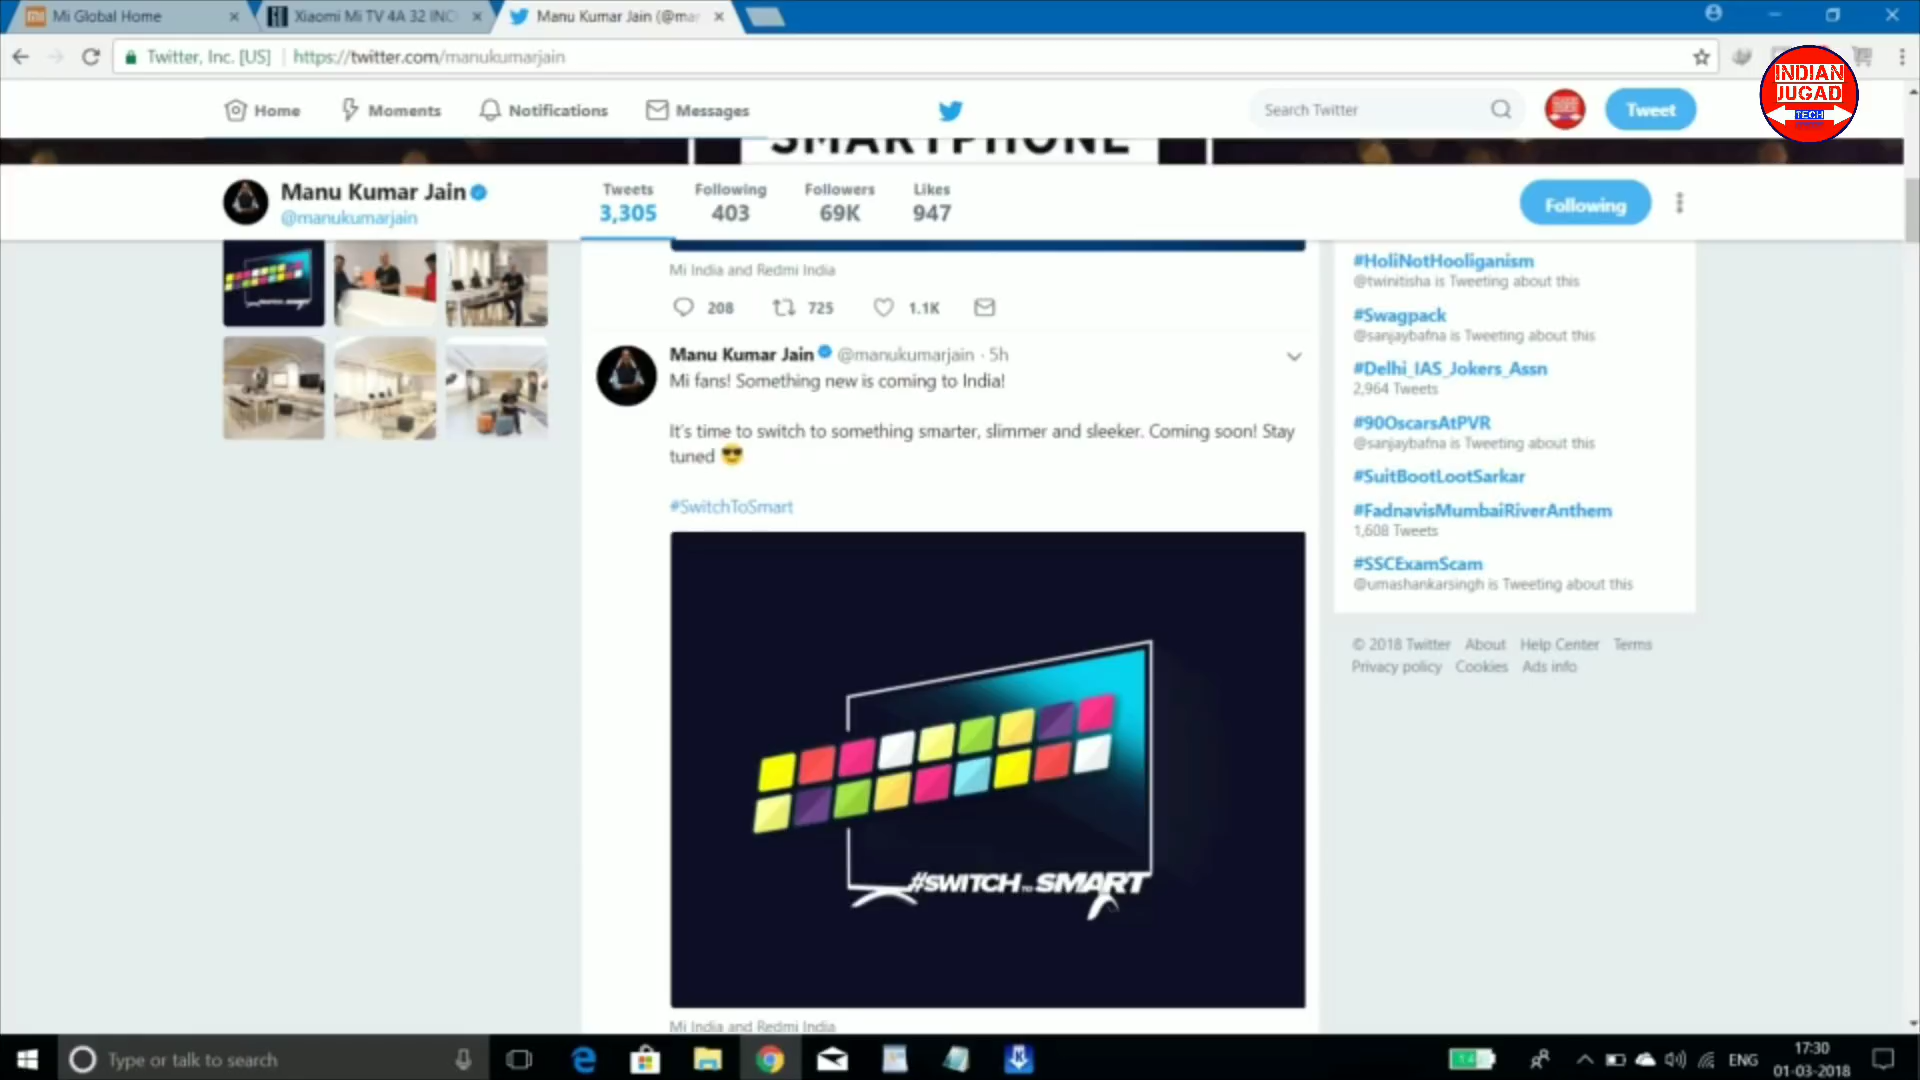 Mi Global Home
Xiaomi Mi TV 4A 32 INC
Manu Kumar Jain (@mar
Twitter, Inc. [US]
https://twitter.com/manukumarjain
INDIAN
JUGAD
TECH
Home
Moments
Notifications
Messages
Search Twitter
Tweet
SMARTPHONE
Manu Kumar Jain
@manukumarjain
Tweets
3,305
Following
403
Followers
69K
Likes
947
Following
Mi India and Redmi India
208
725
1.1K
Manu Kumar Jain @manukumarjain · 5h
Mi fans! Something new is coming to India!
It's time to switch to something smarter, slimmer and sleeker. Coming soon! Stay
tuned 😎
#SwitchToSmart
#SWITCH TO SMART
Mi India and Redmi India
#HoliNotHooliganism
@twinitisha is Tweeting about this
#Swagpack
@sanjaybafna is Tweeting about this
#Delhi_IAS_Jokers_Assn
2,964 Tweets
#90OscarsAtPVR
@sanjaybafna is Tweeting about this
#SuitBootLootSarkar
#FadnavisMumbaiRiverAnthem
1,608 Tweets
#SSCExamScam
@umashankarsingh is Tweeting about this
© 2018 Twitter About Help Center Terms
Privacy policy Cookies Ads info
Type or talk to search
ENG
17:30
01-03-2018